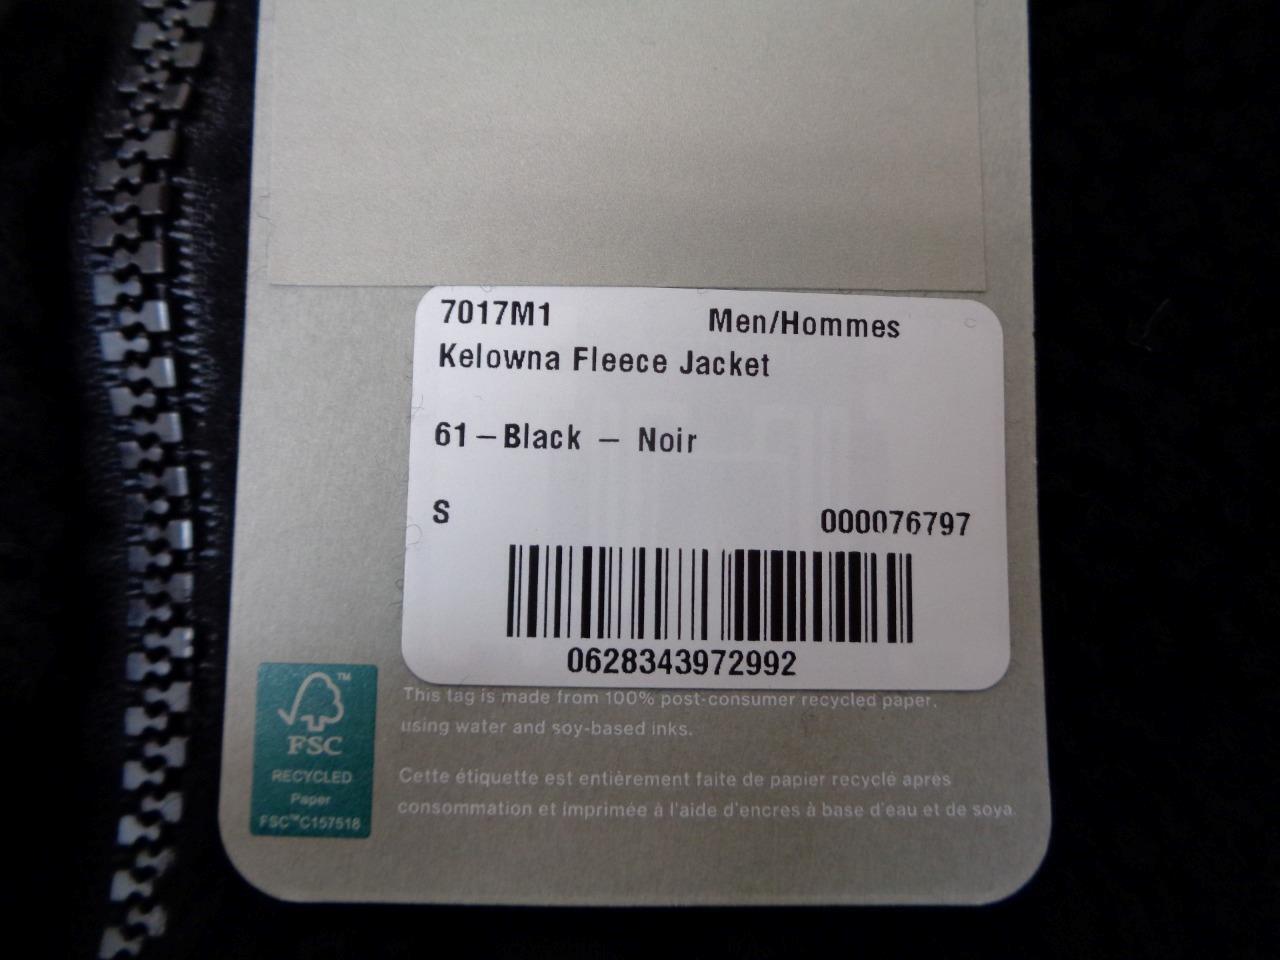 7017M1 Men/Hommes
Kelowna Fleece Jacket
61 – Black – Noir
S 000076797
0628343972992
This tag is made from 100% post-consumer recycled paper,
using water and soy-based inks.
Cette étiquette est entièrement faite de papier recyclé après
consommation et imprimée à l'aide d'encres à base d'eau et de soya.
TM
FSC
RECYCLED
Paper
FSC™C157518